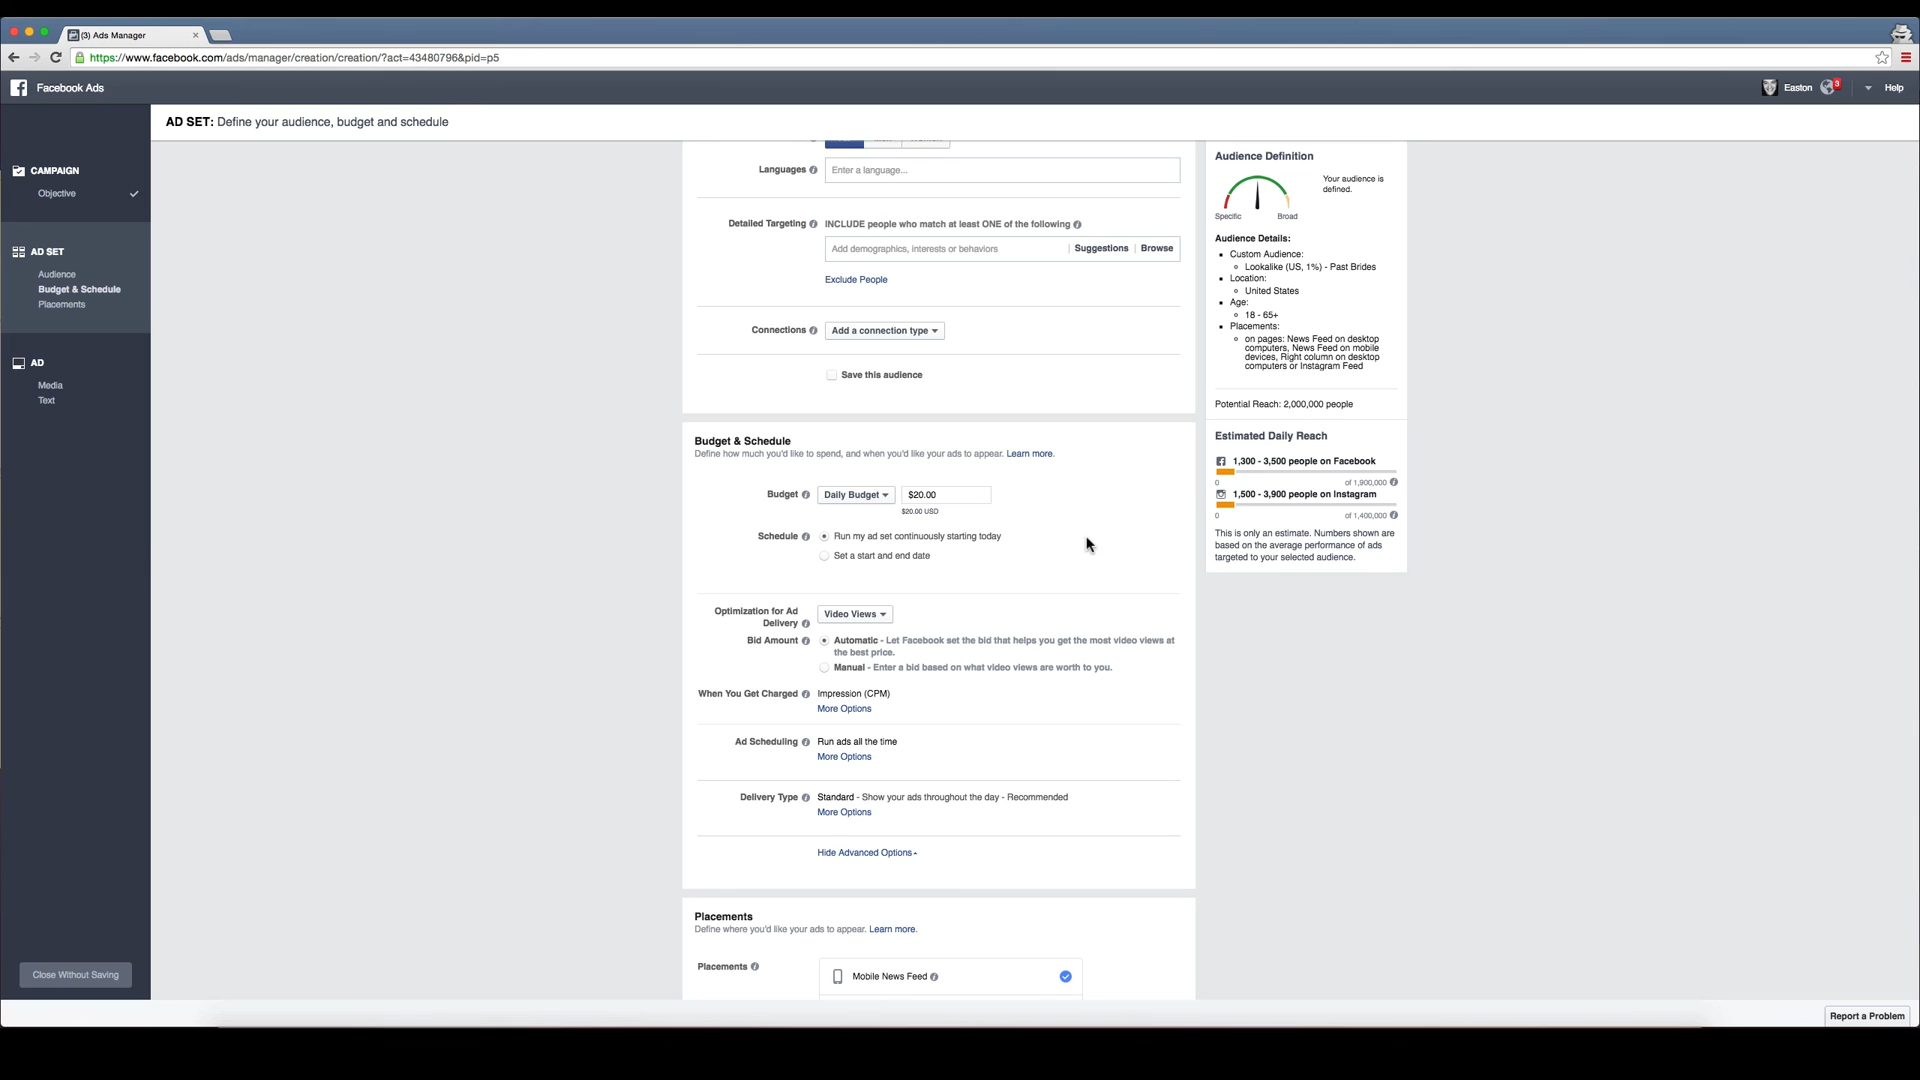 (3) Ads Manager
https://www.facebook.com/ads/manager/creation/creation/?act=43480796&pid=p5
Facebook Ads
Easton
3
Help
AD SET: Define your audience, budget and schedule
CAMPAIGN
Objective
AD SET
Audience
Budget & Schedule
Placements
AD
Media
Text
Close Without Saving
Languages
Enter a language...
Detailed Targeting
INCLUDE people who match at least ONE of the following
Add demographics, interests or behaviors
Suggestions
Browse
Exclude People
Connections
Add a connection type
Save this audience
Budget & Schedule
Define how much you'd like to spend, and when you'd like your ads to appear. Learn more.
Budget
Daily Budget
$20.00
$20.00 USD
Schedule
Run my ad set continuously starting today
Set a start and end date
Optimization for Ad
Delivery
Video Views
Bid Amount
Automatic - Let Facebook set the bid that helps you get the most video views at
the best price.
Manual - Enter a bid based on what video views are worth to you.
When You Get Charged
Impression (CPM)
More Options
Ad Scheduling
Run ads all the time
More Options
Delivery Type
Standard - Show your ads throughout the day - Recommended
More Options
Hide Advanced Options
Placements
Define where you'd like your ads to appear. Learn more.
Placements
Mobile News Feed
Audience Definition
Your audience is
defined.
Specific
Broad
Audience Details:
Custom Audience:
Lookalike (US, 1%) - Past Brides
Location:
United States
Age:
18 - 65+
Placements:
on pages: News Feed on desktop
computers, News Feed on mobile
devices, Right column on desktop
computers or Instagram Feed
Potential Reach: 2,000,000 people
Estimated Daily Reach
1,300 - 3,500 people on Facebook
0
of 1,900,000
1,500 - 3,900 people on Instagram
0
of 1,400,000
This is only an estimate. Numbers shown are
based on the average performance of ads
targeted to your selected audience.
Report a Problem